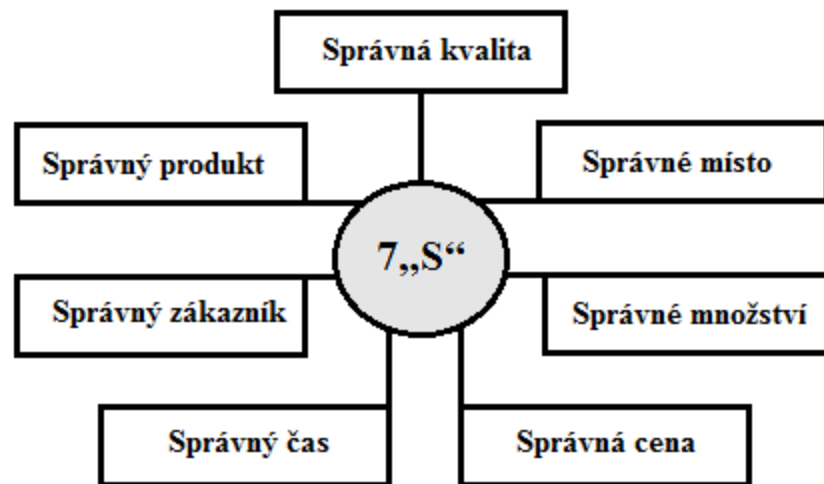 Správná kvalita
Správný produkt
Správné místo
7„S“
Správný zákazník
Správné množství
Správný čas
Správná cena